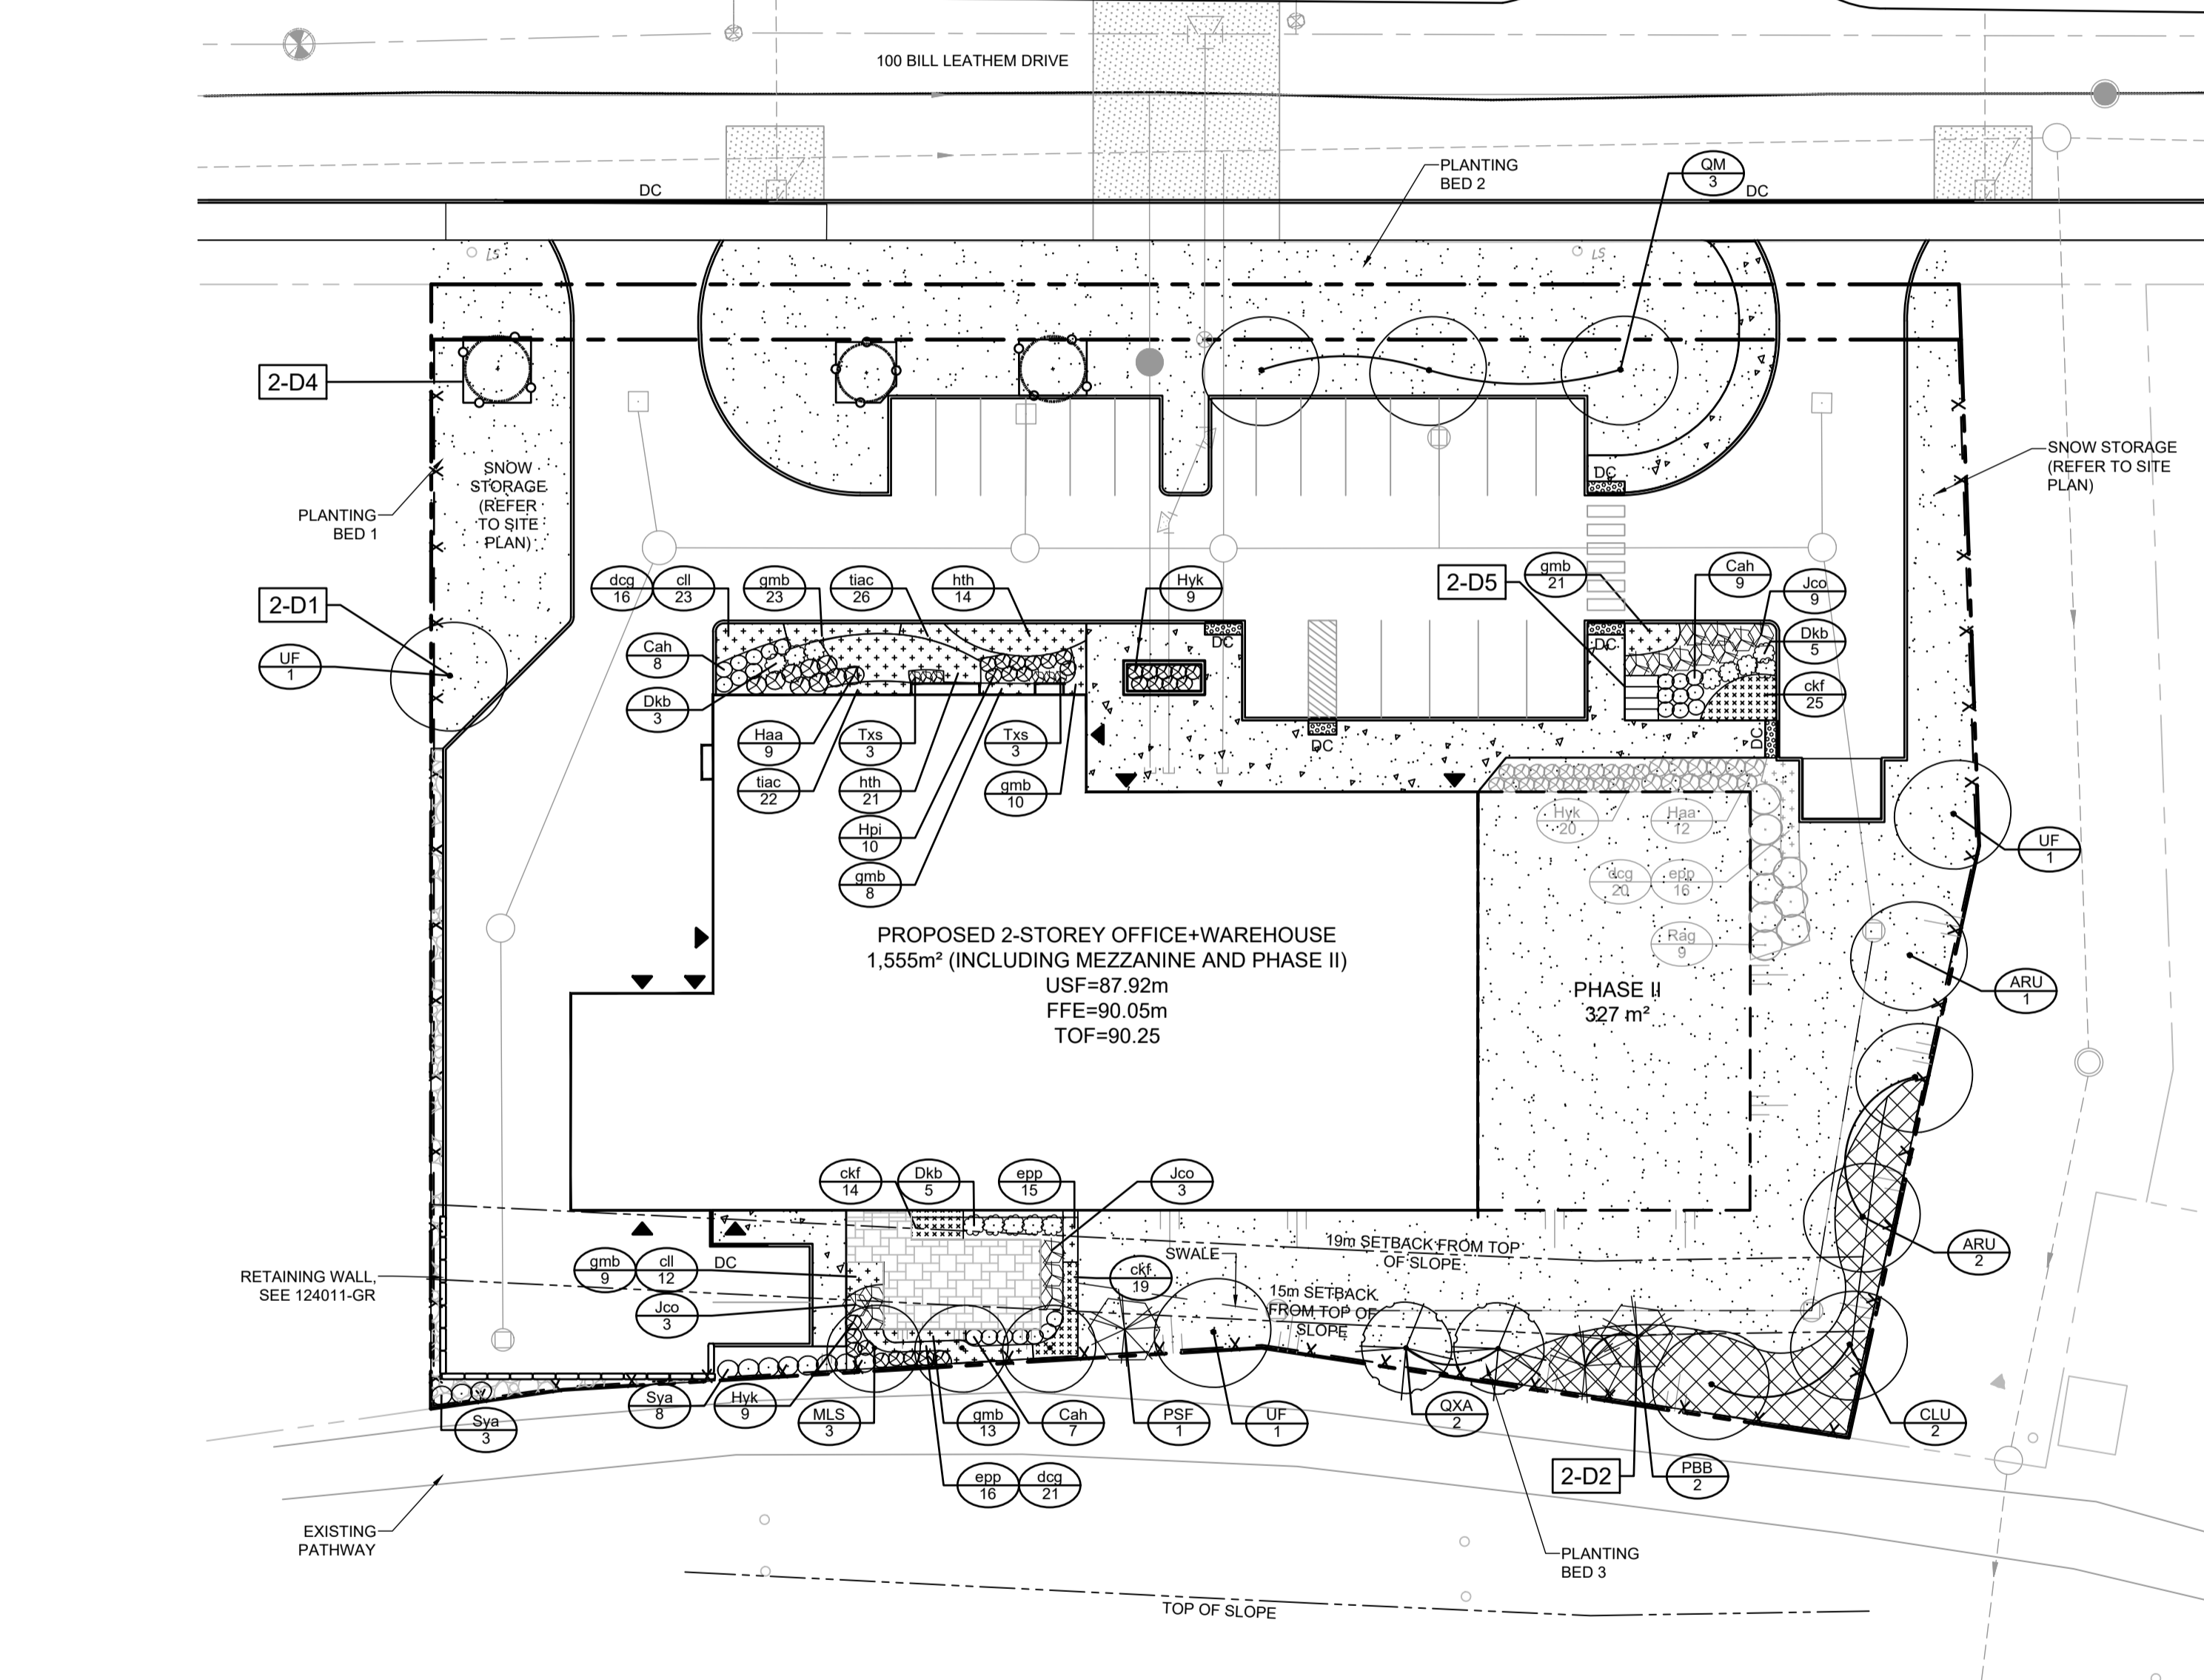 100 BILL LEATHEM DRIVE
PLANTING
BED 2
QM
3
DC
DC
LS
LS
2-D4
SNOW
STORAGE
(REFER
TO SITE
PLAN)
PLANTING
BED 1
SNOW STORAGE
(REFER TO SITE
PLAN)
DC
2-D1
UF
1
dcg
16
cll
23
gmb
23
tiac
26
hth
14
Hyk
9
2-D5
gmb
21
Cah
9
Jco
9
Dkb
5
ckf
25
Cah
8
Dkb
3
DC
DC
DC
DC
Haa
9
Txs
3
Txs
3
tiac
22
hth
21
gmb
10
Hpi
10
gmb
8
Hyk
20
Haa
12
dcg
20
epp
16
Rag
9
UF
1
ARU
1
PROPOSED 2-STOREY OFFICE+WAREHOUSE
1,555m² (INCLUDING MEZZANINE AND PHASE II)
USF=87.92m
FFE=90.05m
TOF=90.25
PHASE II
327 m²
ckf
14
Dkb
5
epp
15
Jco
3
ARU
2
19m SETBACK FROM TOP
OF SLOPE
SWALE
15m SETBACK
FROM TOP OF
SLOPE
gmb
9
cll
12
DC
Jco
3
ckf
19
RETAINING WALL,
SEE 124011-GR
Sya
3
Sya
8
Hyk
9
MLS
3
gmb
13
Cah
7
PSF
1
UF
1
QXA
2
CLU
2
epp
16
dcg
21
2-D2
PBB
2
EXISTING
PATHWAY
PLANTING
BED 3
TOP OF SLOPE